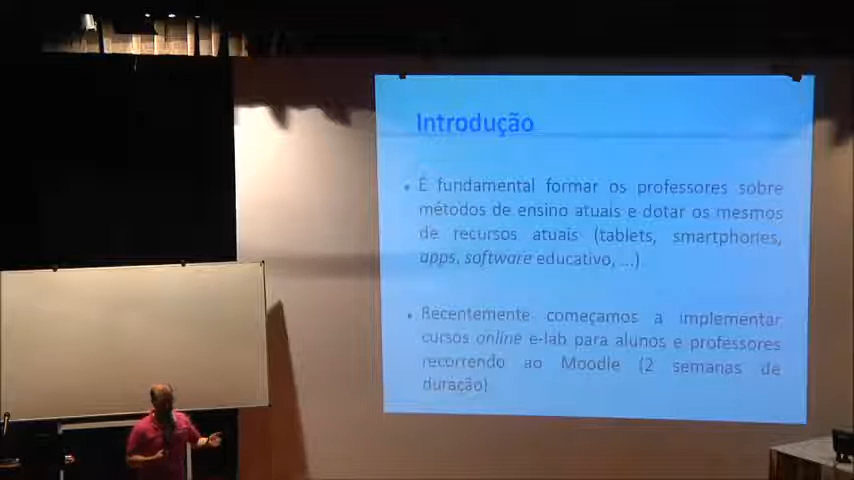 Introdução
• É fundamental formar os professores sobre
métodos de ensino atuais e dotar os mesmos
de recursos atuais (tablets, smartphones,
apps, software educativo, ...)
• Recentemente começamos a implementar
cursos online e-lab para alunos e professores
recorrendo ao Moodle (2 semanas de
duração)